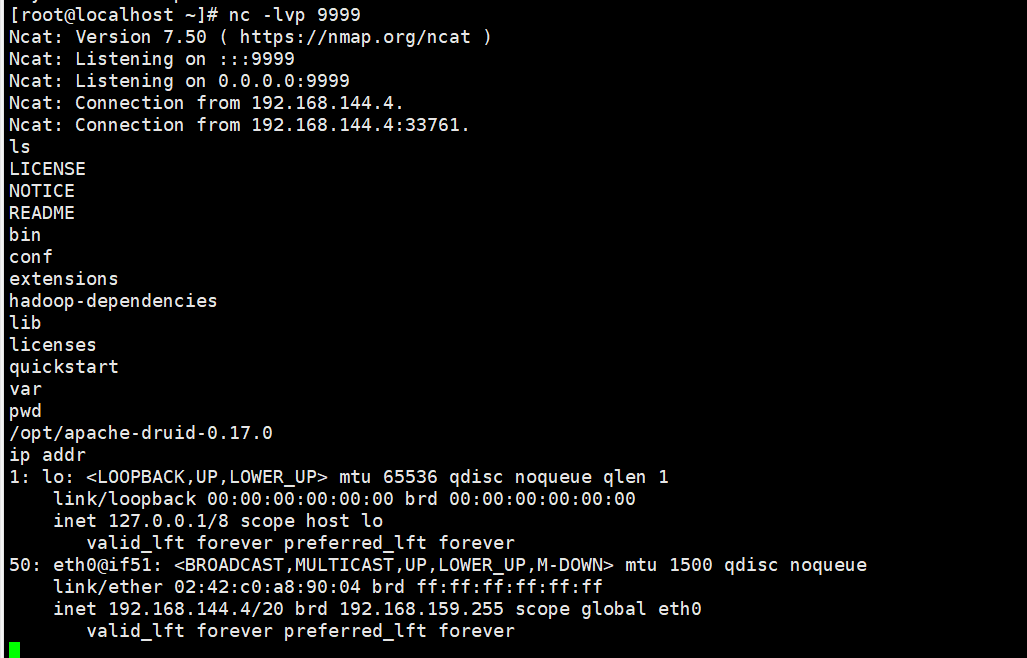 [root@localhost ~]# nc -lvp 9999
Ncat: Version 7.50 ( https://nmap.org/ncat )
Ncat: Listening on :::9999
Ncat: Listening on 0.0.0.0:9999
Ncat: Connection from 192.168.144.4.
Ncat: Connection from 192.168.144.4:33761.
ls
LICENSE
NOTICE
README
bin
conf
extensions
hadoop-dependencies
lib
licenses
quickstart
var
pwd
/opt/apache-druid-0.17.0
ip addr
1: lo: <LOOPBACK,UP,LOWER_UP> mtu 65536 qdisc noqueue qlen 1
    link/loopback 00:00:00:00:00:00 brd 00:00:00:00:00:00
    inet 127.0.0.1/8 scope host lo
       valid_lft forever preferred_lft forever
50: eth0@if51: <BROADCAST,MULTICAST,UP,LOWER_UP,M-DOWN> mtu 1500 qdisc noqueue
    link/ether 02:42:c0:a8:90:04 brd ff:ff:ff:ff:ff:ff
    inet 192.168.144.4/20 brd 192.168.159.255 scope global eth0
       valid_lft forever preferred_lft forever